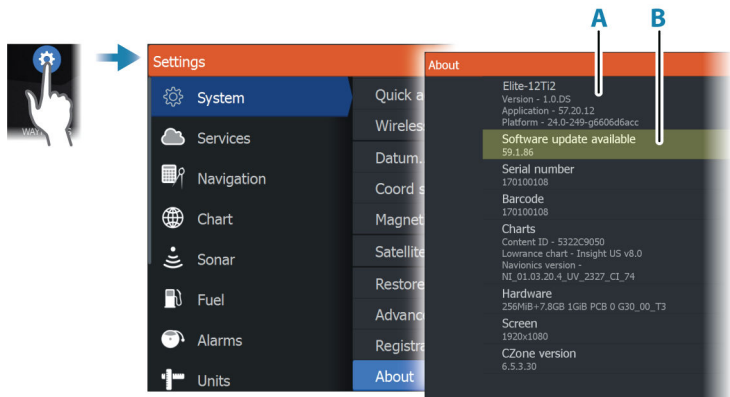 A
B
WAY
Settings
System
Services
Navigation
Chart
Sonar
Fuel
Alarms
Units
Quick a
Wireles
Datum.
Coord s
Magnet
Satellite
Restore
Advanc
Registra
About
About
Elite-12Ti2
Version - 1.0.DS
Application - 57.20.12
Platform - 24.0-249-g6606d6acc
Software update available
59.1.86
Serial number
170100108
Barcode
170100108
Charts
Content ID - 5322C9050
Lowrance chart - Insight US v8.0
Navionics version -
NI_01.03.20.4_UV_2327_CI_74
Hardware
256MiB+7.8GB 1GiB PCB 0 G30_00_T3
Screen
1920x1080
CZone version
6.5.3.30